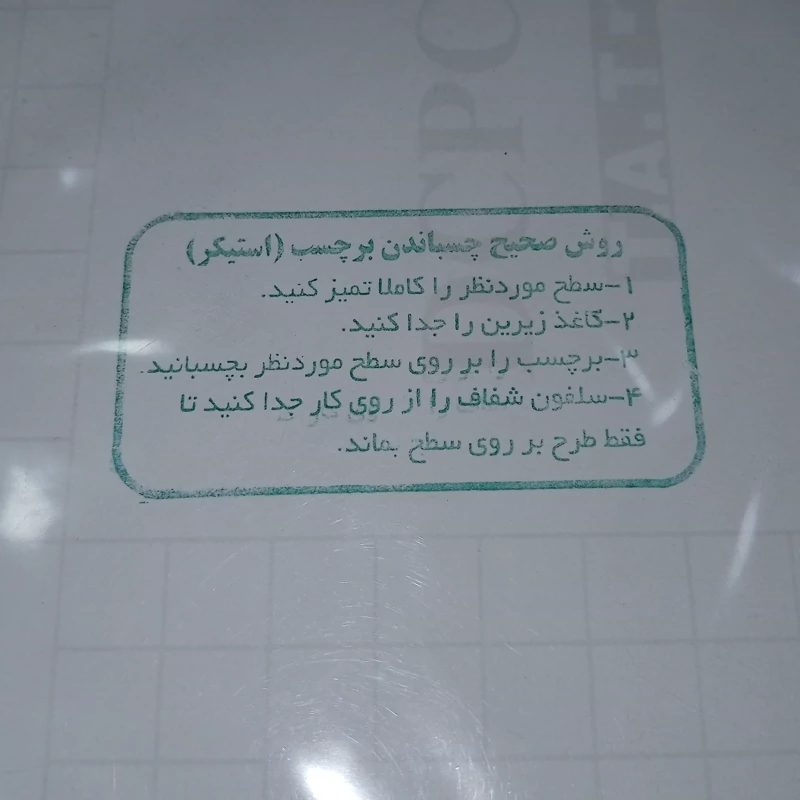 روش صحیح چسباندن برچسب (استیکر)
۱-سطح موردنظر را کاملا تمیز کنید.
۲-کاغذ زیرین را جدا کنید.
۳-برچسب را بر روی سطح موردنظر بچسبانید.
۴-سلفون شفاف را از روی کار جدا کنید تا
فقط طرح بر روی سطح بماند.